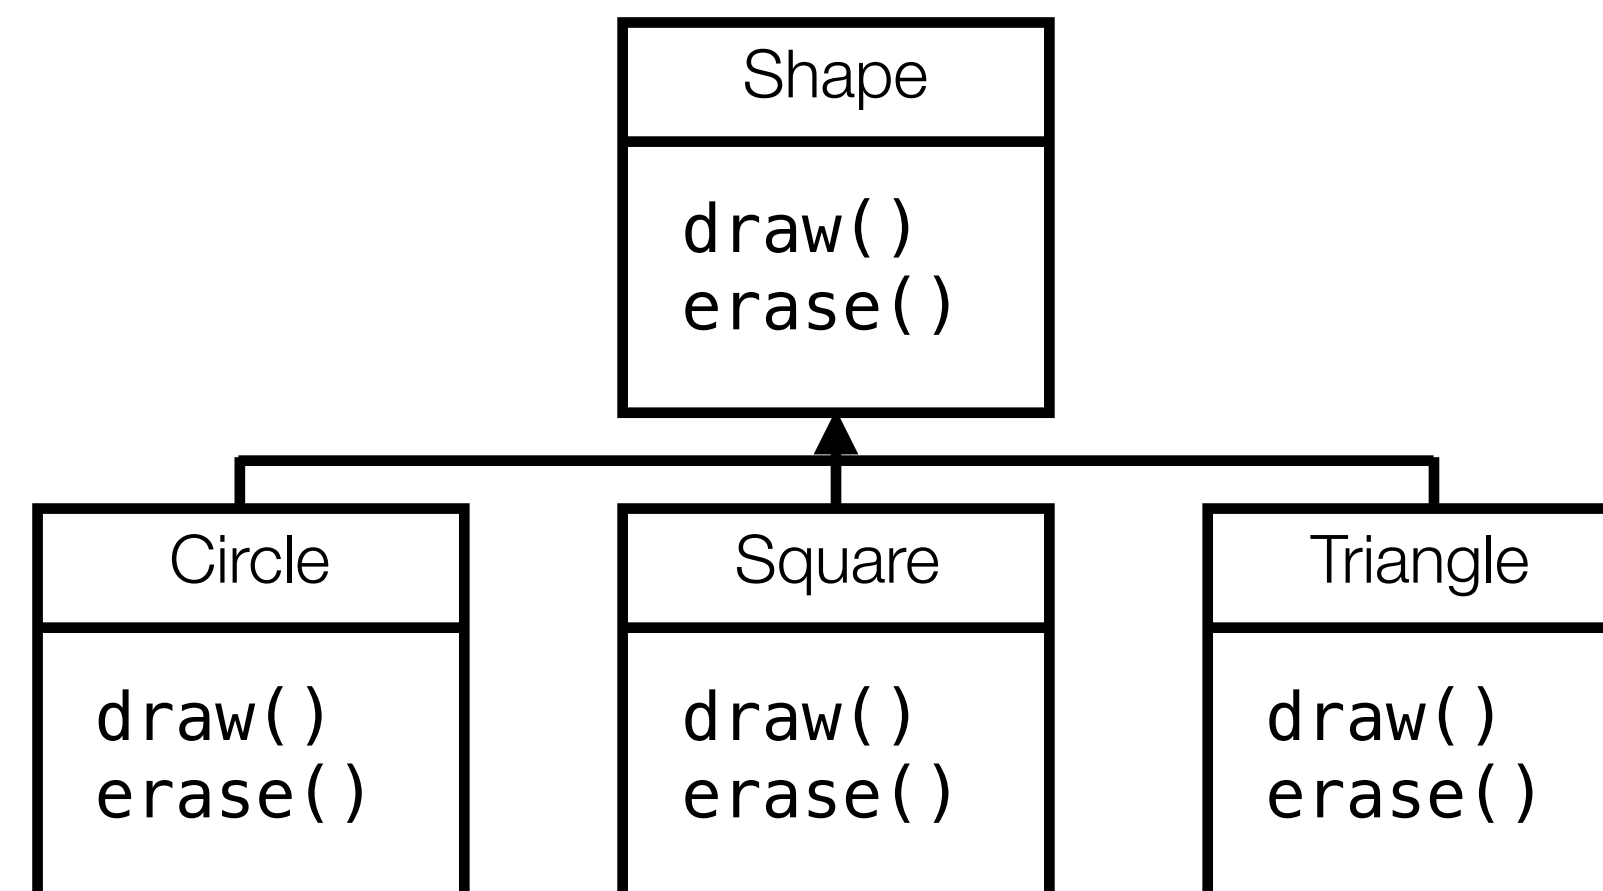 Shape
draw()
erase()
Circle
draw()
erase()
Square
draw()
erase()
Triangle
draw()
erase()